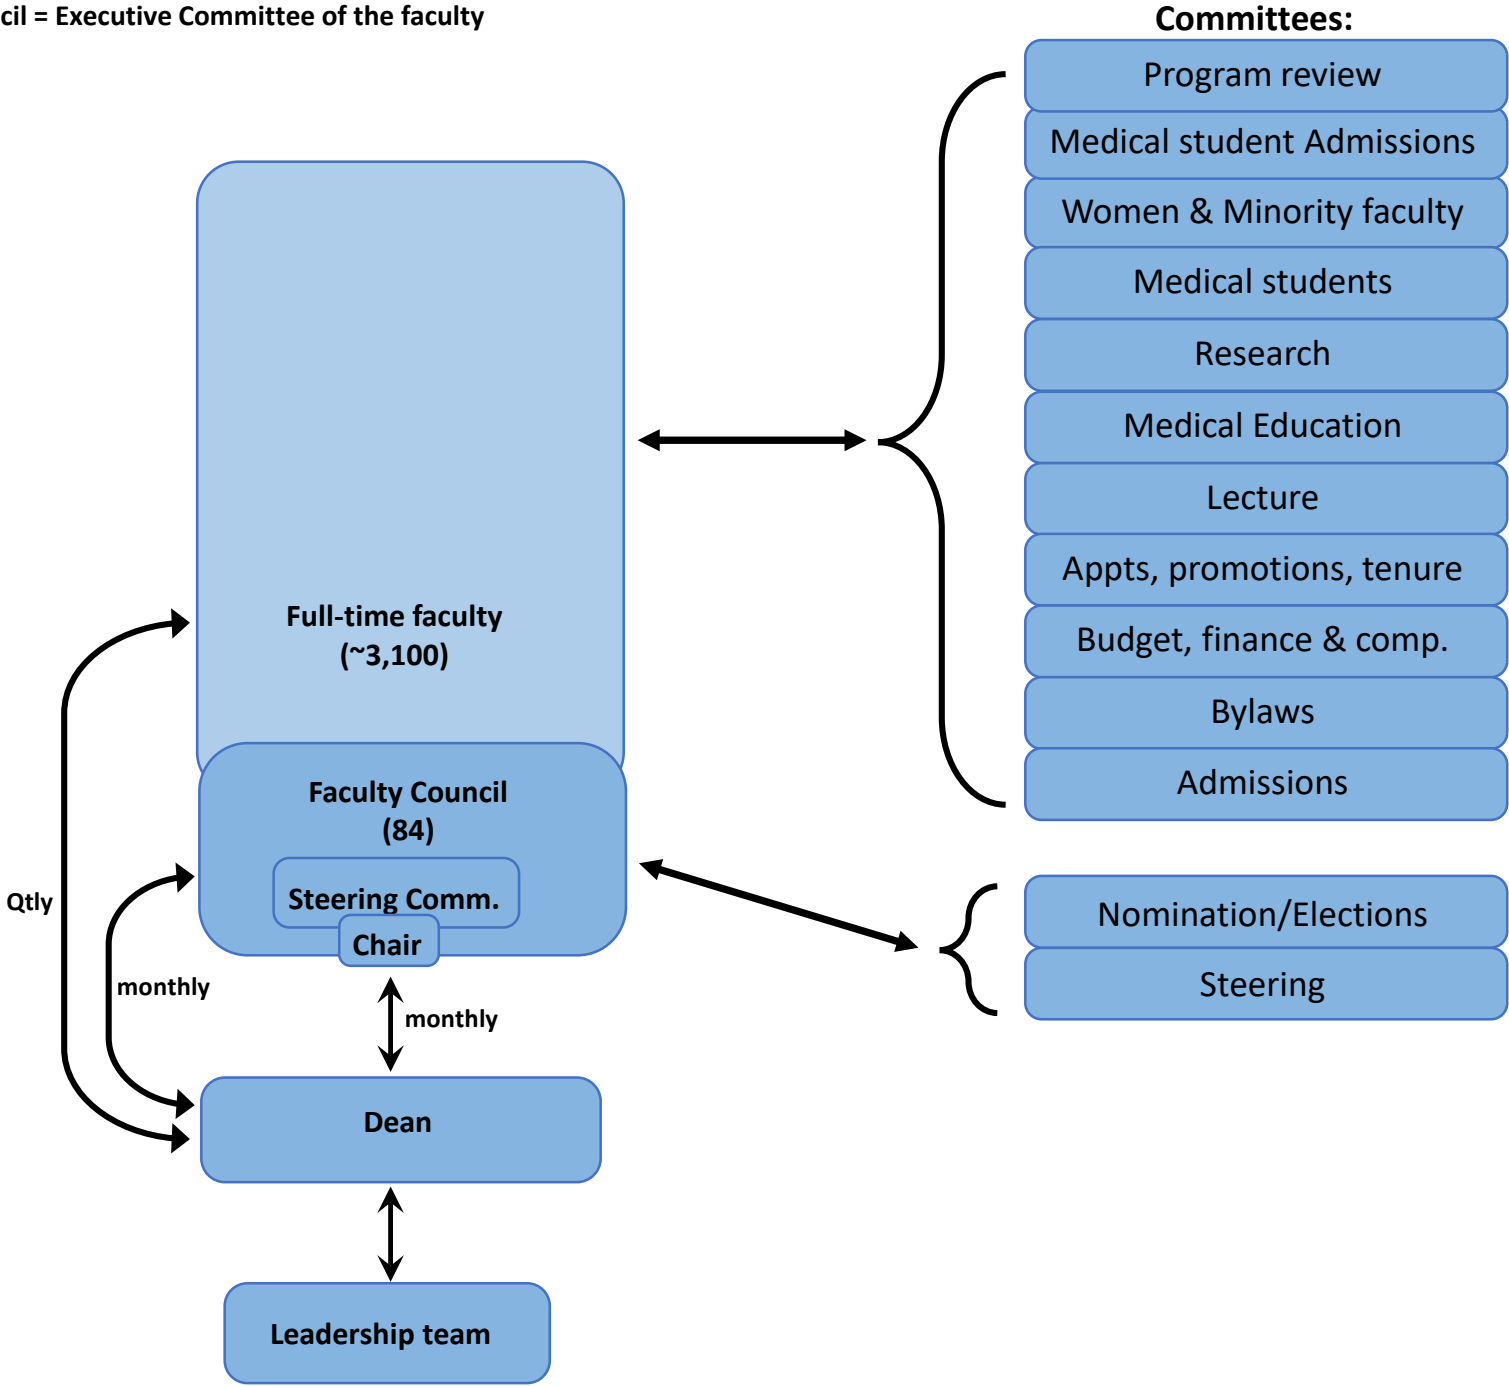 cil = Executive Committee of the faculty
Committees:
Program review
Medical student Admissions
Women & Minority faculty
Medical students
Research
Medical Education
Lecture
Appts, promotions, tenure
Budget, finance & comp.
Bylaws
Admissions
Nomination/Elections
Steering
Full-time faculty
(~3,100)
Faculty Council
(84)
Steering Comm.
Chair
Qtly
monthly
monthly
Dean
Leadership team